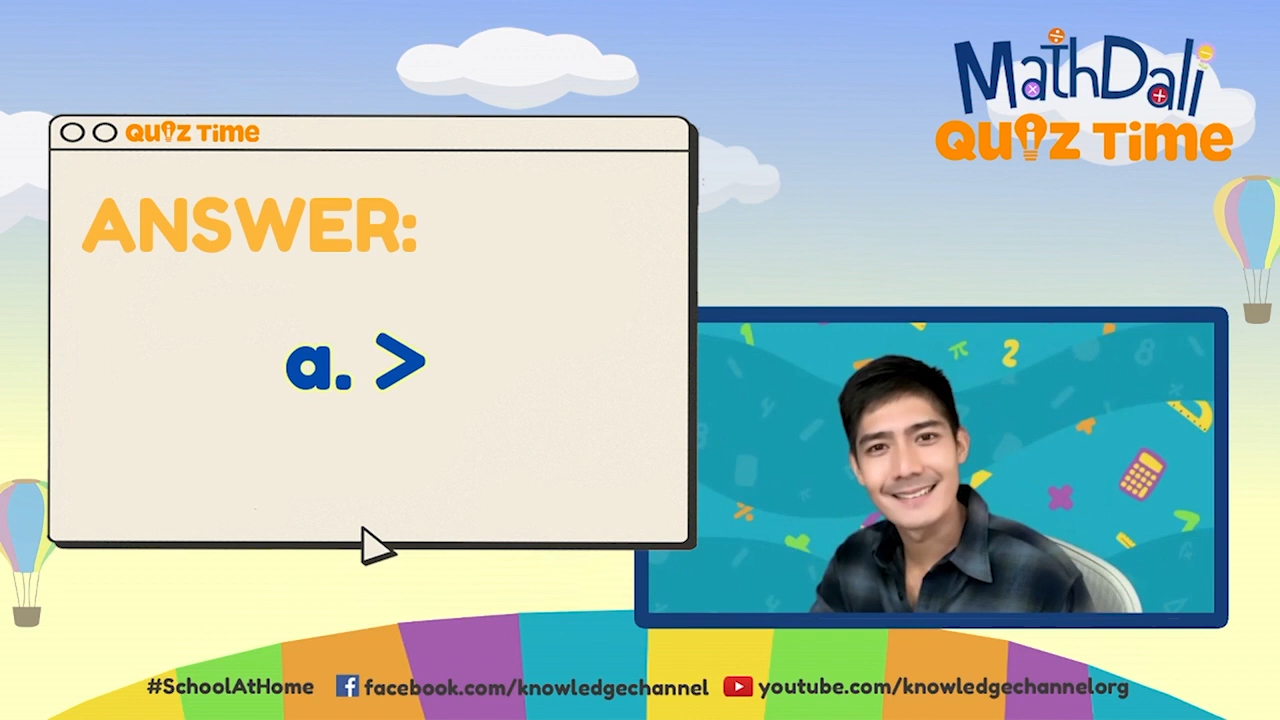 MathDali
QUIZ TIME
QUIZ TIME
ANSWER:
a. >
#SchoolAtHome
facebook.com/knowledgechannel
youtube.com/knowledgechannelorg